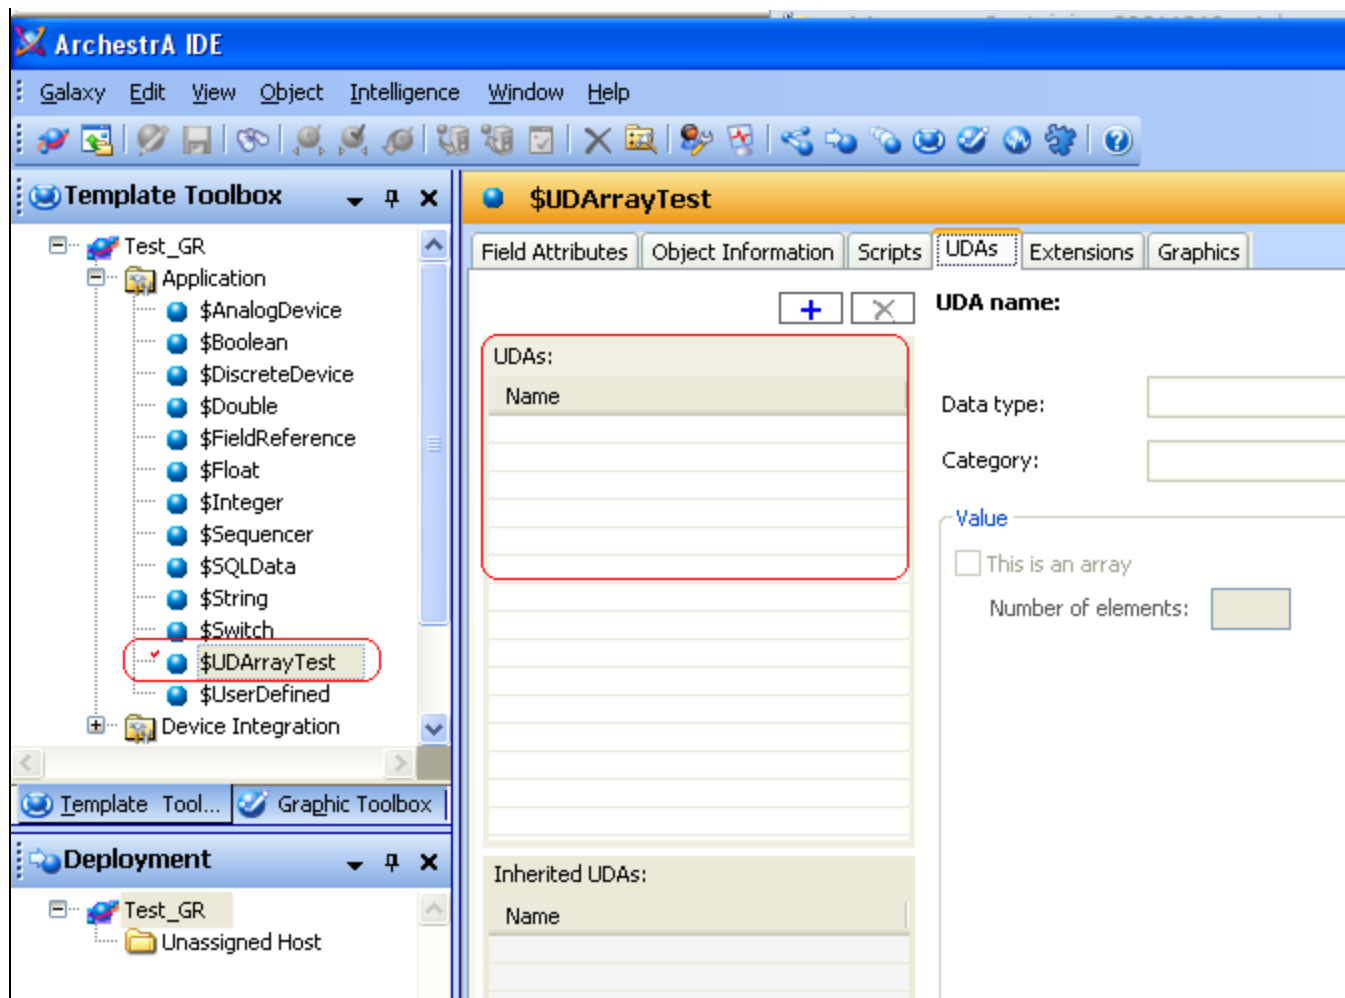 ArchestrA IDE
Galaxy Edit View Object Intelligence Window Help
Template Toolbox
Test_GR
Application
$AnalogDevice
$Boolean
$DiscreteDevice
$Double
$FieldReference
$Float
$Integer
$Sequencer
$SQLData
$String
$Switch
$UDArrayTest
$UserDefined
Device Integration
Template Tool... Graphic Toolbox
Deployment
Test_GR
Unassigned Host
$UDArrayTest
Field Attributes Object Information Scripts UDAs Extensions Graphics
UDAs:
Name
Inherited UDAs:
Name
UDA name:
Data type:
Category:
Value
This is an array
Number of elements: